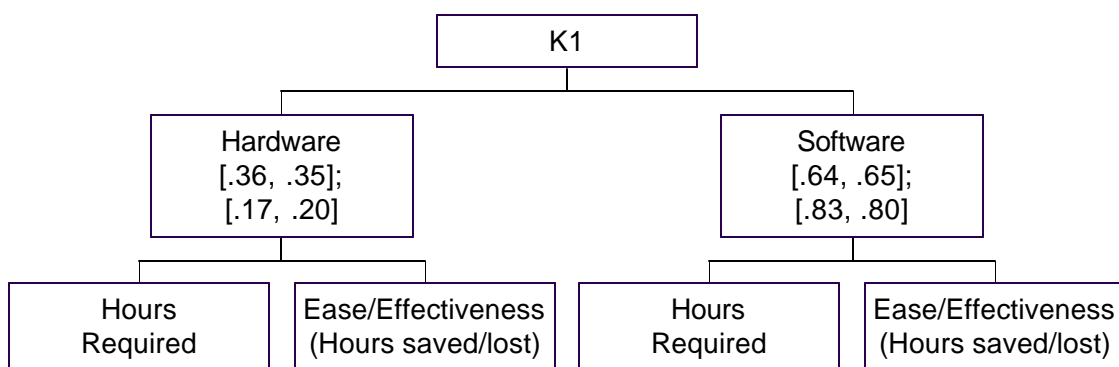 K1
Hardware
[.36, .35];
[.17, .20]
Software
[.64, .65];
[.83, .80]
Hours
Required
Ease/Effectiveness
(Hours saved/lost)
Hours
Required
Ease/Effectiveness
(Hours saved/lost)